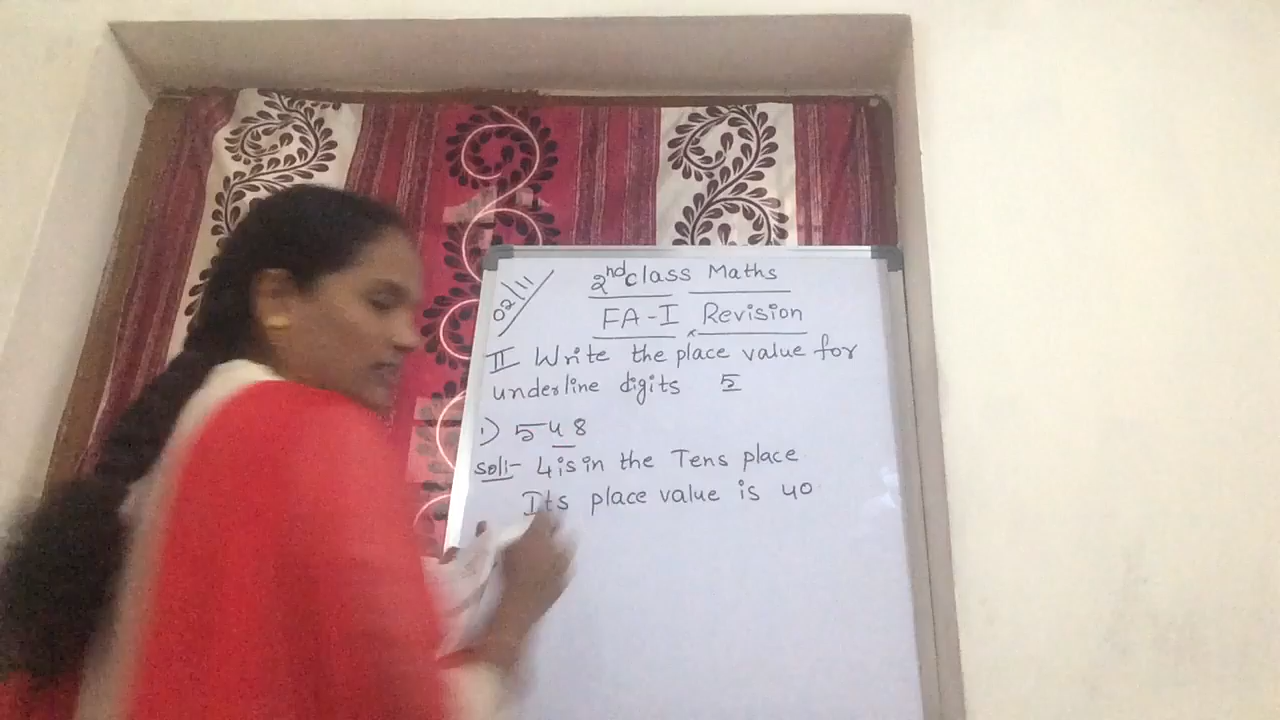 02/11
2nd class Maths
FA-I Revision
II Write the place value for
underline digits 5
1) 548
Sol:- 4 is in the Tens place
Its place value is 40